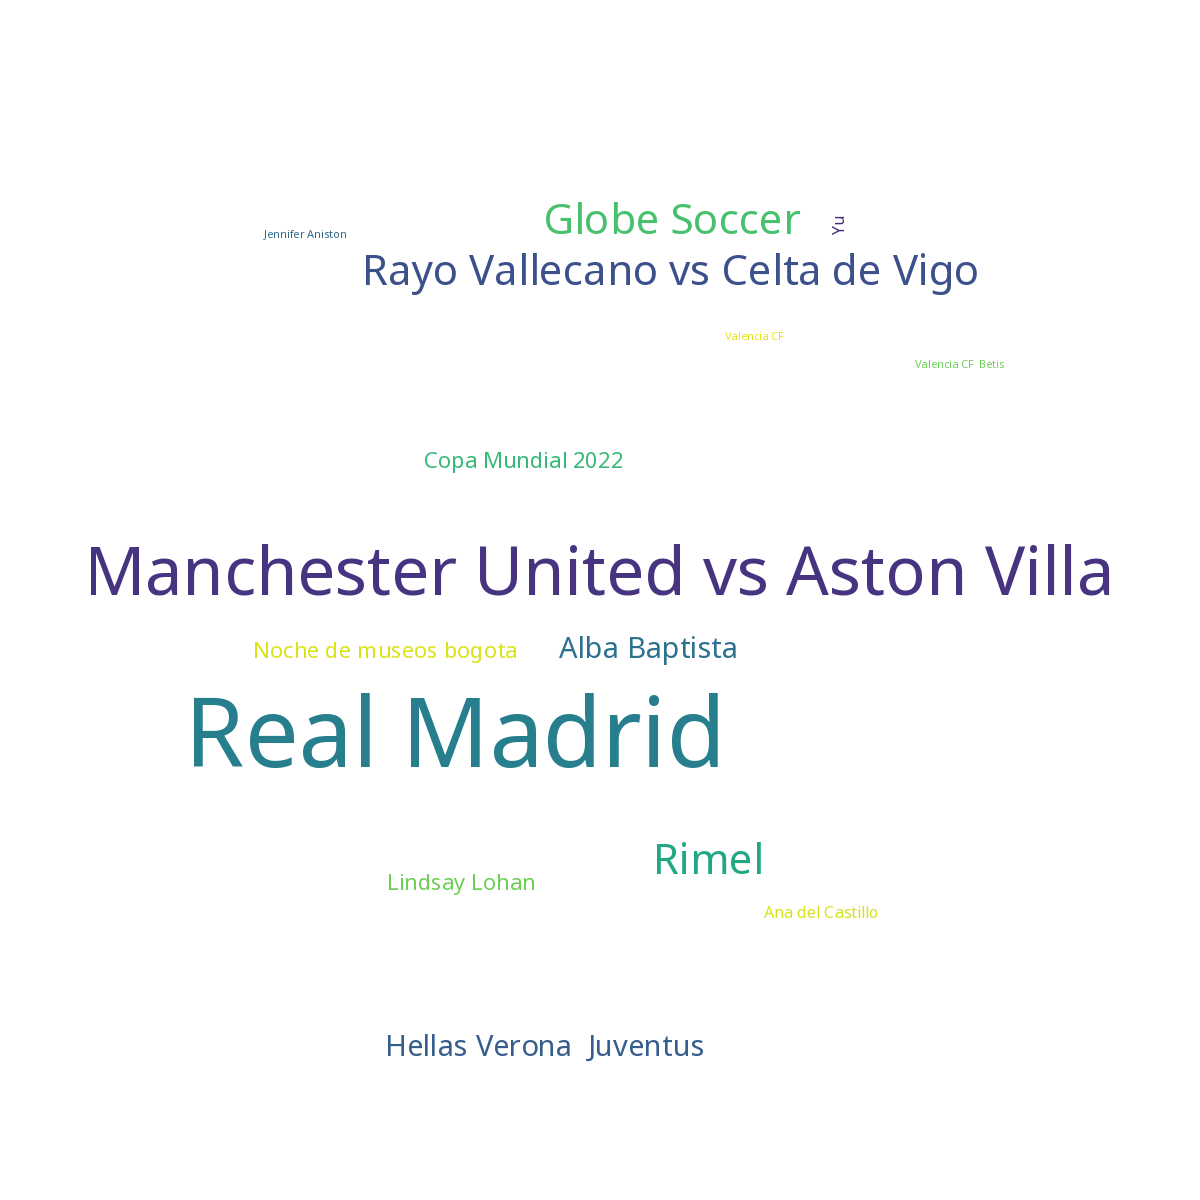 Globe Soccer
Yu
Jennifer Aniston
Rayo Vallecano vs Celta de Vigo
Valencia CF
Valencia CF  Betis
Copa Mundial 2022
Manchester United vs Aston Villa
Noche de museos bogota
Alba Baptista
Real Madrid
Rimel
Lindsay Lohan
Ana del Castillo
Hellas Verona  Juventus